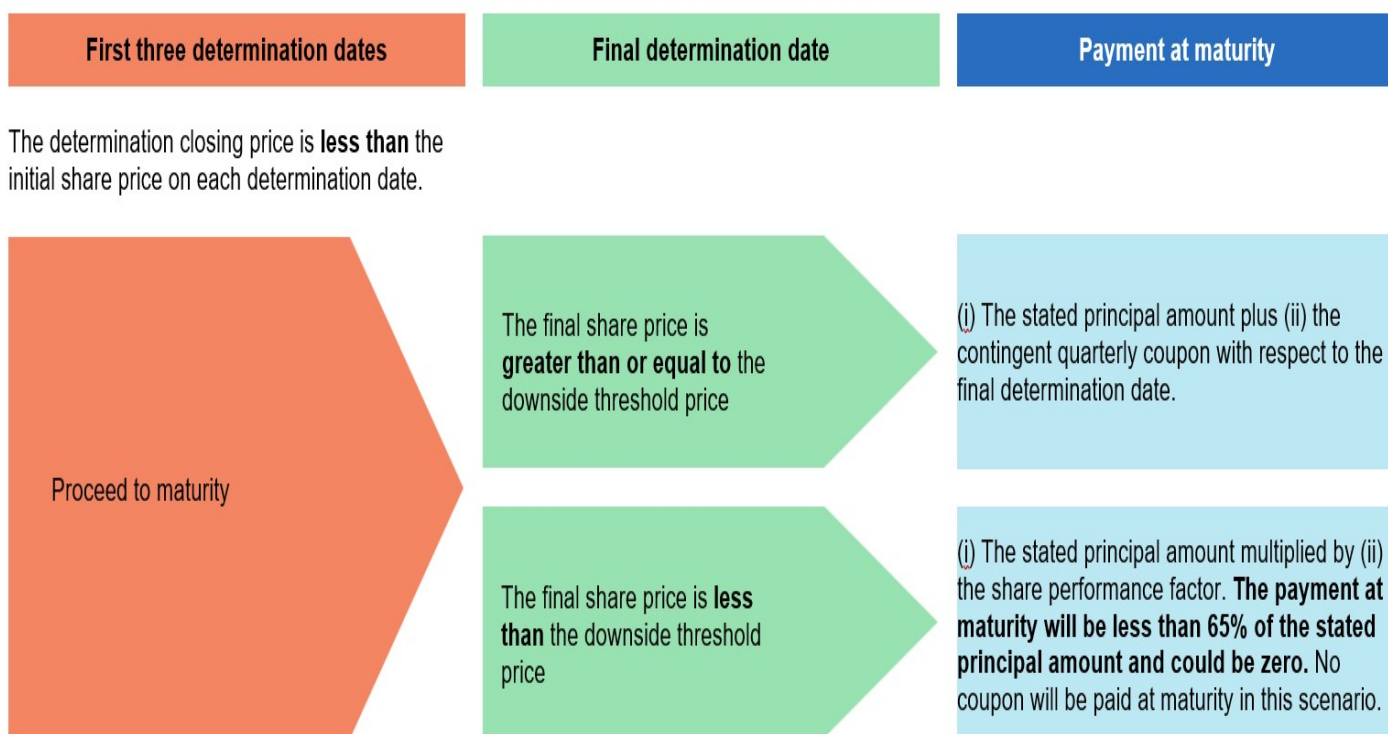 First three determination dates
Final determination date
Payment at maturity
The determination closing price is less than the
initial share price on each determination date.
Proceed to maturity
The final share price is
greater than or equal to the
downside threshold price
(i) The stated principal amount plus (ii) the
contingent quarterly coupon with respect to the
final determination date.
The final share price is less
than the downside threshold
price
(i) The stated principal amount multiplied by (ii)
the share performance factor. The payment at
maturity will be less than 65% of the stated
principal amount and could be zero. No
coupon will be paid at maturity in this scenario.